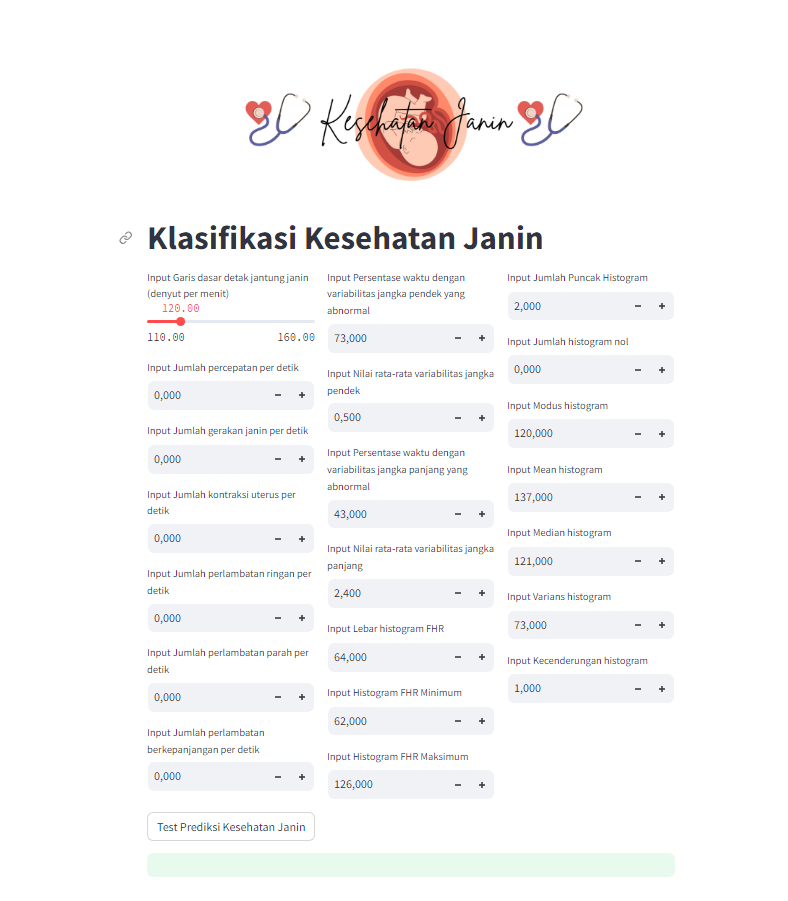 Kesehatan Janin
Klasifikasi Kesehatan Janin
Input Garis dasar detak jantung janin
(denyut per menit)
120.00
110.00 160.00
Input Jumlah percepatan per detik
0,000
Input Jumlah gerakan janin per detik
0,000
Input Jumlah kontraksi uterus per
detik
0,000
Input Jumlah perlambatan ringan per
detik
0,000
Input Jumlah perlambatan parah per
detik
0,000
Input Jumlah perlambatan
berkepanjangan per detik
0,000
Input Persentase waktu dengan
variabilitas jangka pendek yang
abnormal
73,000
Input Nilai rata-rata variabilitas jangka
pendek
0,500
Input Persentase waktu dengan
variabilitas jangka panjang yang
abnormal
43,000
Input Nilai rata-rata variabilitas jangka
panjang
2,400
Input Lebar histogram FHR
64,000
Input Histogram FHR Minimum
62,000
Input Histogram FHR Maksimum
126,000
Input Jumlah Puncak Histogram
2,000
Input Jumlah histogram nol
0,000
Input Modus histogram
120,000
Input Mean histogram
137,000
Input Median histogram
121,000
Input Varians histogram
73,000
Input Kecenderungan histogram
1,000
Test Prediksi Kesehatan Janin